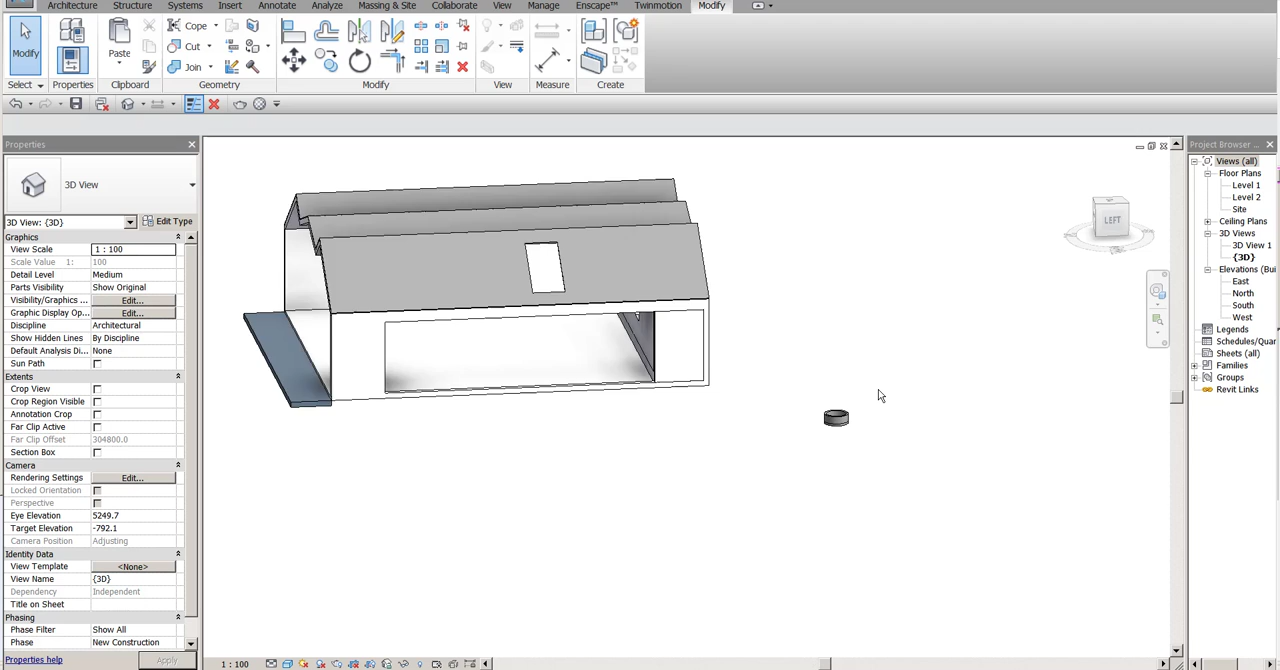 Architecture Structure Systems Insert Annotate Analyze Massing & Site Collaborate View Manage Enscape™ Twinmotion Modify
Cope
Cut
Join
Modify
Paste
Select Properties Clipboard Geometry Modify View Measure Create
Properties
3D View
3D View: {3D} Edit Type
Graphics
View Scale 1 : 100
Scale Value 1: 100
Detail Level Medium
Parts Visibility Show Original
Visibility/Graphics ... Edit...
Graphic Display Op... Edit...
Discipline Architectural
Show Hidden Lines By Discipline
Default Analysis Di... None
Sun Path
Extents
Crop View
Crop Region Visible
Annotation Crop
Far Clip Active
Far Clip Offset 304800.0
Section Box
Camera
Rendering Settings Edit...
Locked Orientation
Perspective
Eye Elevation 5249.7
Target Elevation -792.1
Camera Position Adjusting
Identity Data
View Template <None>
View Name {3D}
Dependency Independent
Title on Sheet
Phasing
Phase Filter Show All
Phase New Construction
Properties help Apply
1 : 100
LEFT
Project Browser ...
Views (all)
Floor Plans
Level 1
Level 2
Site
Ceiling Plans
3D Views
3D View 1
{3D}
Elevations (Bui
East
North
South
West
Legends
Schedules/Quar
Sheets (all)
Families
Groups
Revit Links